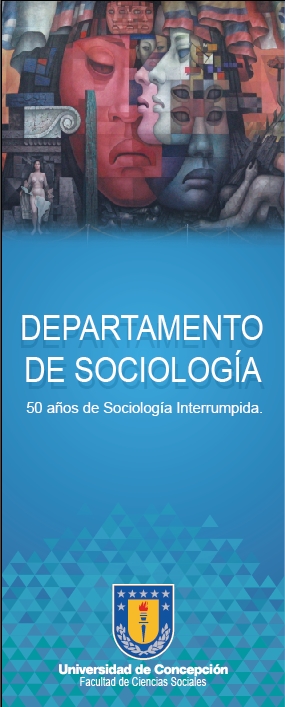 DEPARTAMENTO
DE SOCIOLOGÍA
50 años de Sociología Interrumpida.
Universidad de Concepción
Facultad de Ciencias Sociales